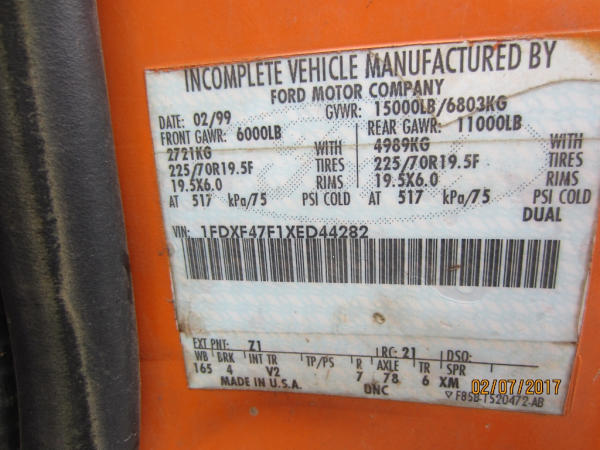 INCOMPLETE VEHICLE MANUFACTURED BY
FORD MOTOR COMPANY
DATE: 02/99 GVWR: 15000LB/6803KG
FRONT GAWR: 6000LB REAR GAWR: 11000LB
2721KG WITH 4989KG WITH
225/70R19.5F TIRES 225/70R19.5F TIRES
19.5X6.0 RIMS 19.5X6.0 RIMS
AT 517 kPa/75 PSI COLD AT 517 kPa/75 PSI COLD
DUAL
VIN: 1FDXF47F1XED44282
EXT PNT: Z1 RC: 21 DSO:
WB BRK INT TR TP/PS R AXLE TR SPR
165 4 V2 7 78 6 XM
MADE IN U.S.A. DNC
02/07/2017
F85B-1520472-AB